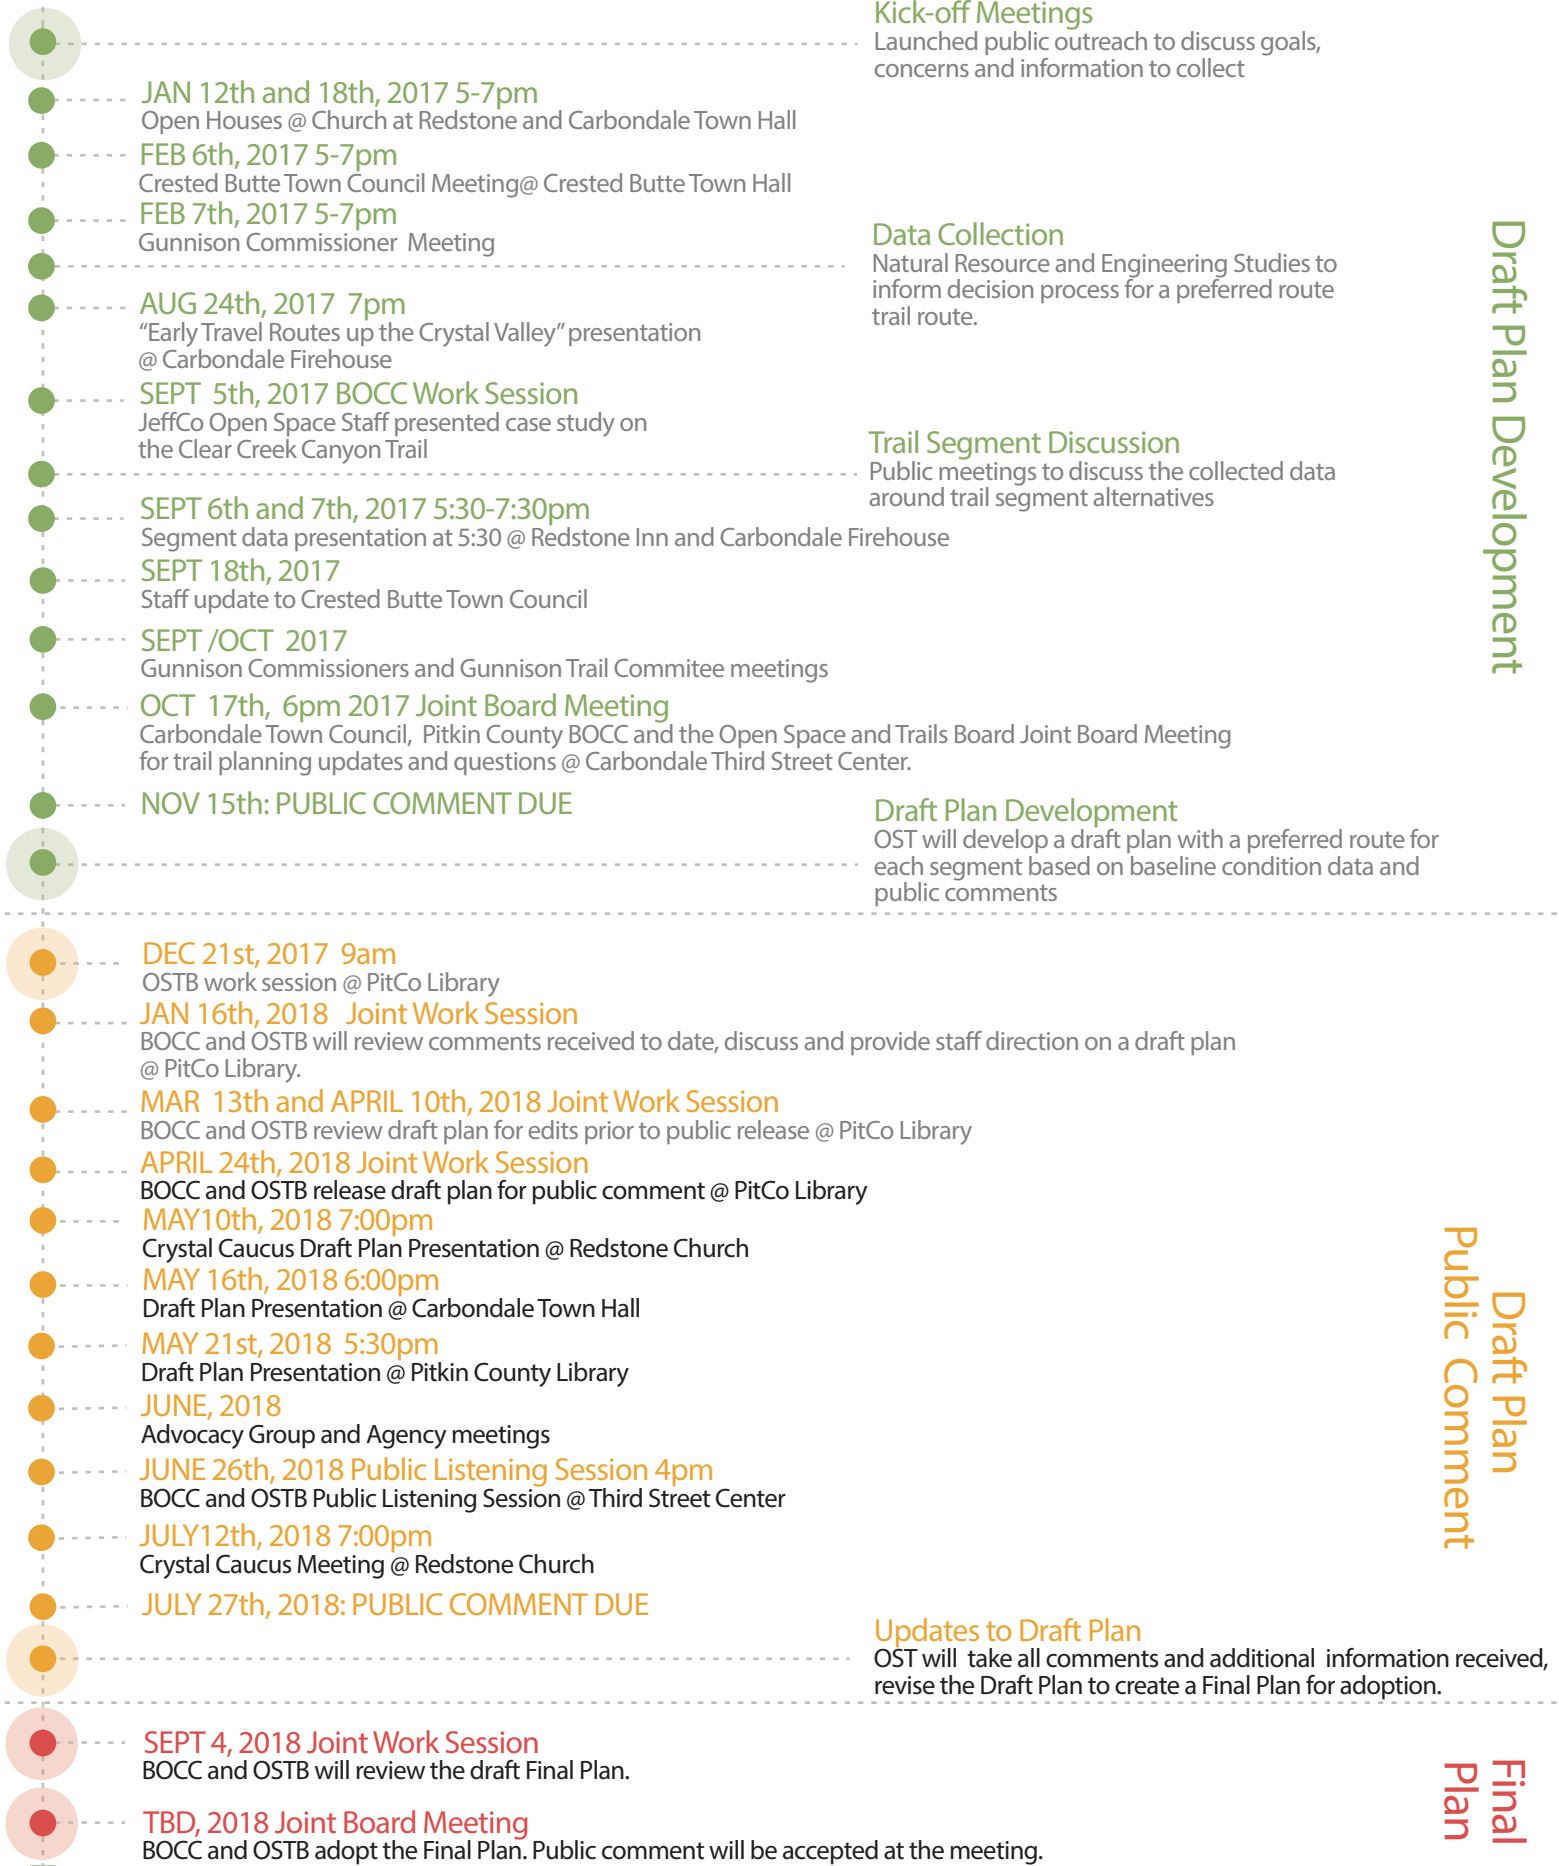 Kick-off Meetings
Launched public outreach to discuss goals,
concerns and information to collect
JAN 12th and 18th, 2017 5-7pm
Open Houses @ Church at Redstone and Carbondale Town Hall
FEB 6th, 2017 5-7pm
Crested Butte Town Council Meeting@ Crested Butte Town Hall
FEB 7th, 2017 5-7pm
Gunnison Commissioner Meeting
Data Collection
Natural Resource and Engineering Studies to
inform decision process for a preferred route
trail route.
AUG 24th, 2017 7pm
“Early Travel Routes up the Crystal Valley” presentation
@ Carbondale Firehouse
SEPT 5th, 2017 BOCC Work Session
JeffCo Open Space Staff presented case study on
the Clear Creek Canyon Trail
Trail Segment Discussion
Public meetings to discuss the collected data
around trail segment alternatives
SEPT 6th and 7th, 2017 5:30-7:30pm
Segment data presentation at 5:30 @ Redstone Inn and Carbondale Firehouse
SEPT 18th, 2017
Staff update to Crested Butte Town Council
SEPT /OCT 2017
Gunnison Commissioners and Gunnison Trail Commitee meetings
OCT 17th, 6pm 2017 Joint Board Meeting
Carbondale Town Council, Pitkin County BOCC and the Open Space and Trails Board Joint Board Meeting
for trail planning updates and questions @ Carbondale Third Street Center.
NOV 15th: PUBLIC COMMENT DUE
Draft Plan Development
OST will develop a draft plan with a preferred route for
each segment based on baseline condition data and
public comments
Draft Plan Development
DEC 21st, 2017 9am
OSTB work session @ PitCo Library
JAN 16th, 2018 Joint Work Session
BOCC and OSTB will review comments received to date, discuss and provide staff direction on a draft plan
@ PitCo Library.
MAR 13th and APRIL 10th, 2018 Joint Work Session
BOCC and OSTB review draft plan for edits prior to public release @ PitCo Library
APRIL 24th, 2018 Joint Work Session
BOCC and OSTB release draft plan for public comment @ PitCo Library
MAY10th, 2018 7:00pm
Crystal Caucus Draft Plan Presentation @ Redstone Church
MAY 16th, 2018 6:00pm
Draft Plan Presentation @ Carbondale Town Hall
MAY 21st, 2018 5:30pm
Draft Plan Presentation @ Pitkin County Library
JUNE, 2018
Advocacy Group and Agency meetings
JUNE 26th, 2018 Public Listening Session 4pm
BOCC and OSTB Public Listening Session @ Third Street Center
JULY12th, 2018 7:00pm
Crystal Caucus Meeting @ Redstone Church
JULY 27th, 2018: PUBLIC COMMENT DUE
Updates to Draft Plan
OST will take all comments and additional information received,
revise the Draft Plan to create a Final Plan for adoption.
Draft Plan
Public Comment
SEPT 4, 2018 Joint Work Session
BOCC and OSTB will review the draft Final Plan.
TBD, 2018 Joint Board Meeting
BOCC and OSTB adopt the Final Plan. Public comment will be accepted at the meeting.
Final
Plan